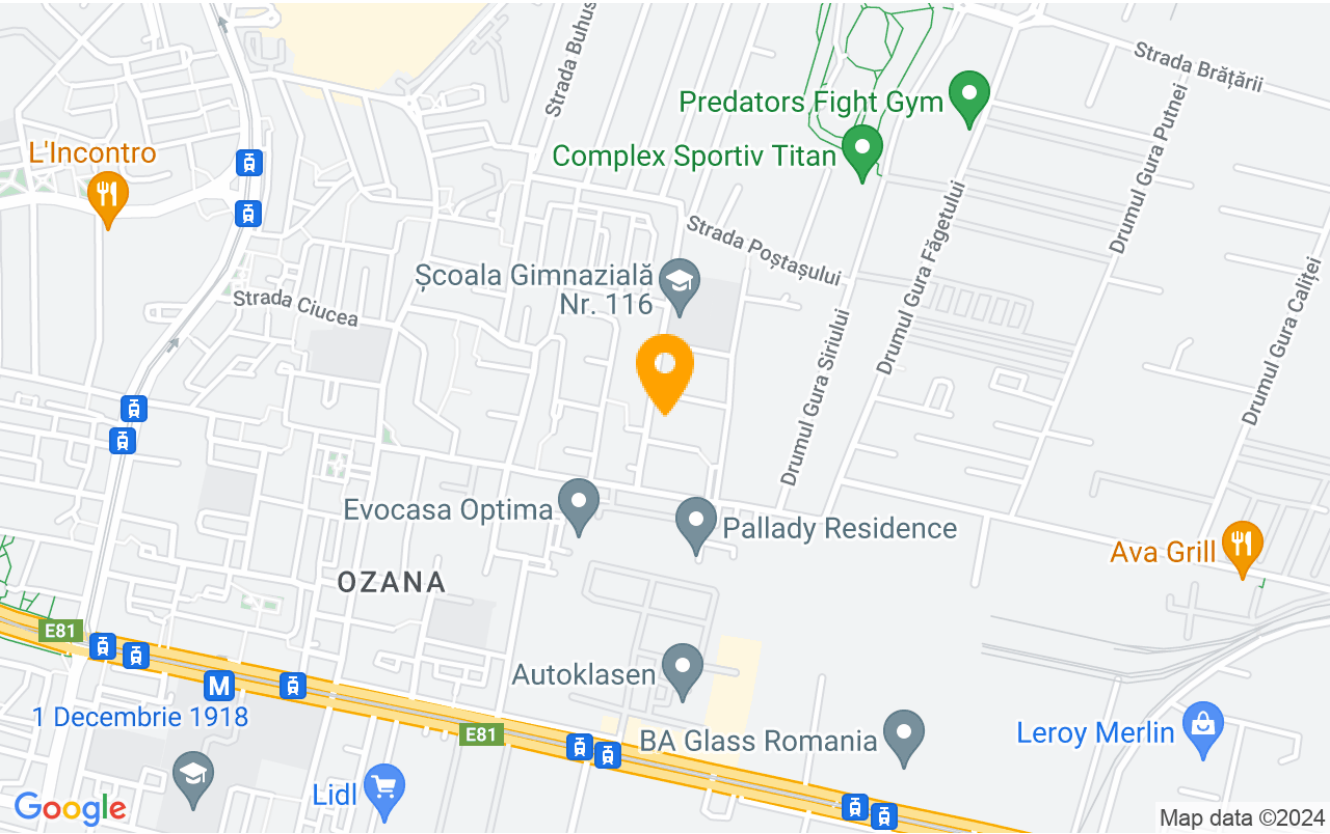 Strada Buhuș
Strada Brățării
Predators Fight Gym
Drumul Gura Putnei
L'Incontro
Complex Sportiv Titan
Drumul Gura Făgetului
Strada Poștașului
Școala Gimnazială
Nr. 116
Strada Ciucea
Drumul Gura Siriului
Drumul Gura Caliței
Evocasa Optima
Pallady Residence
Ava Grill
OZANA
E81
Autoklasen
M
1 Decembrie 1918
E81
BA Glass Romania
Leroy Merlin
Lidl
Google
Map data ©2024